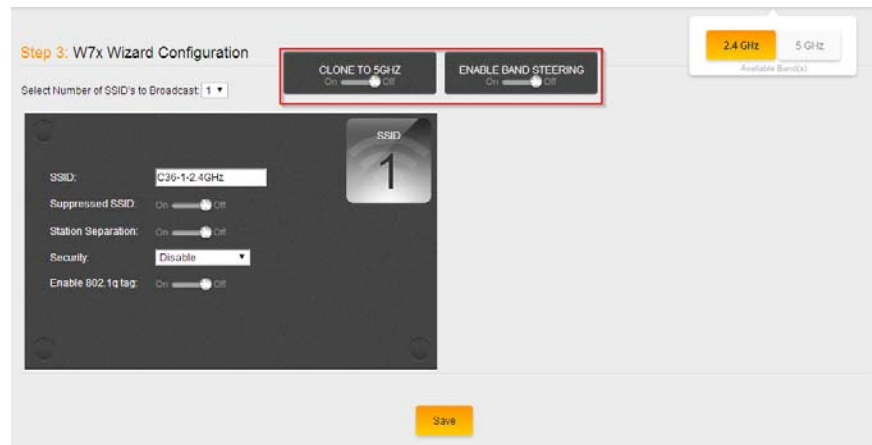 2.4 GHz 5 GHz
Available Band(s)
Step 3: W7x Wizard Configuration
CLONE TO 5GHZ
On Off
ENABLE BAND STEERING
On Off
Select Number of SSID's to Broadcast: 1
SSID
1
SSID: C36-1-2.4GHz
Suppressed SSID: On Off
Station Separation: On Off
Security: Disable
Enable 802.1q tag: On Off
Save